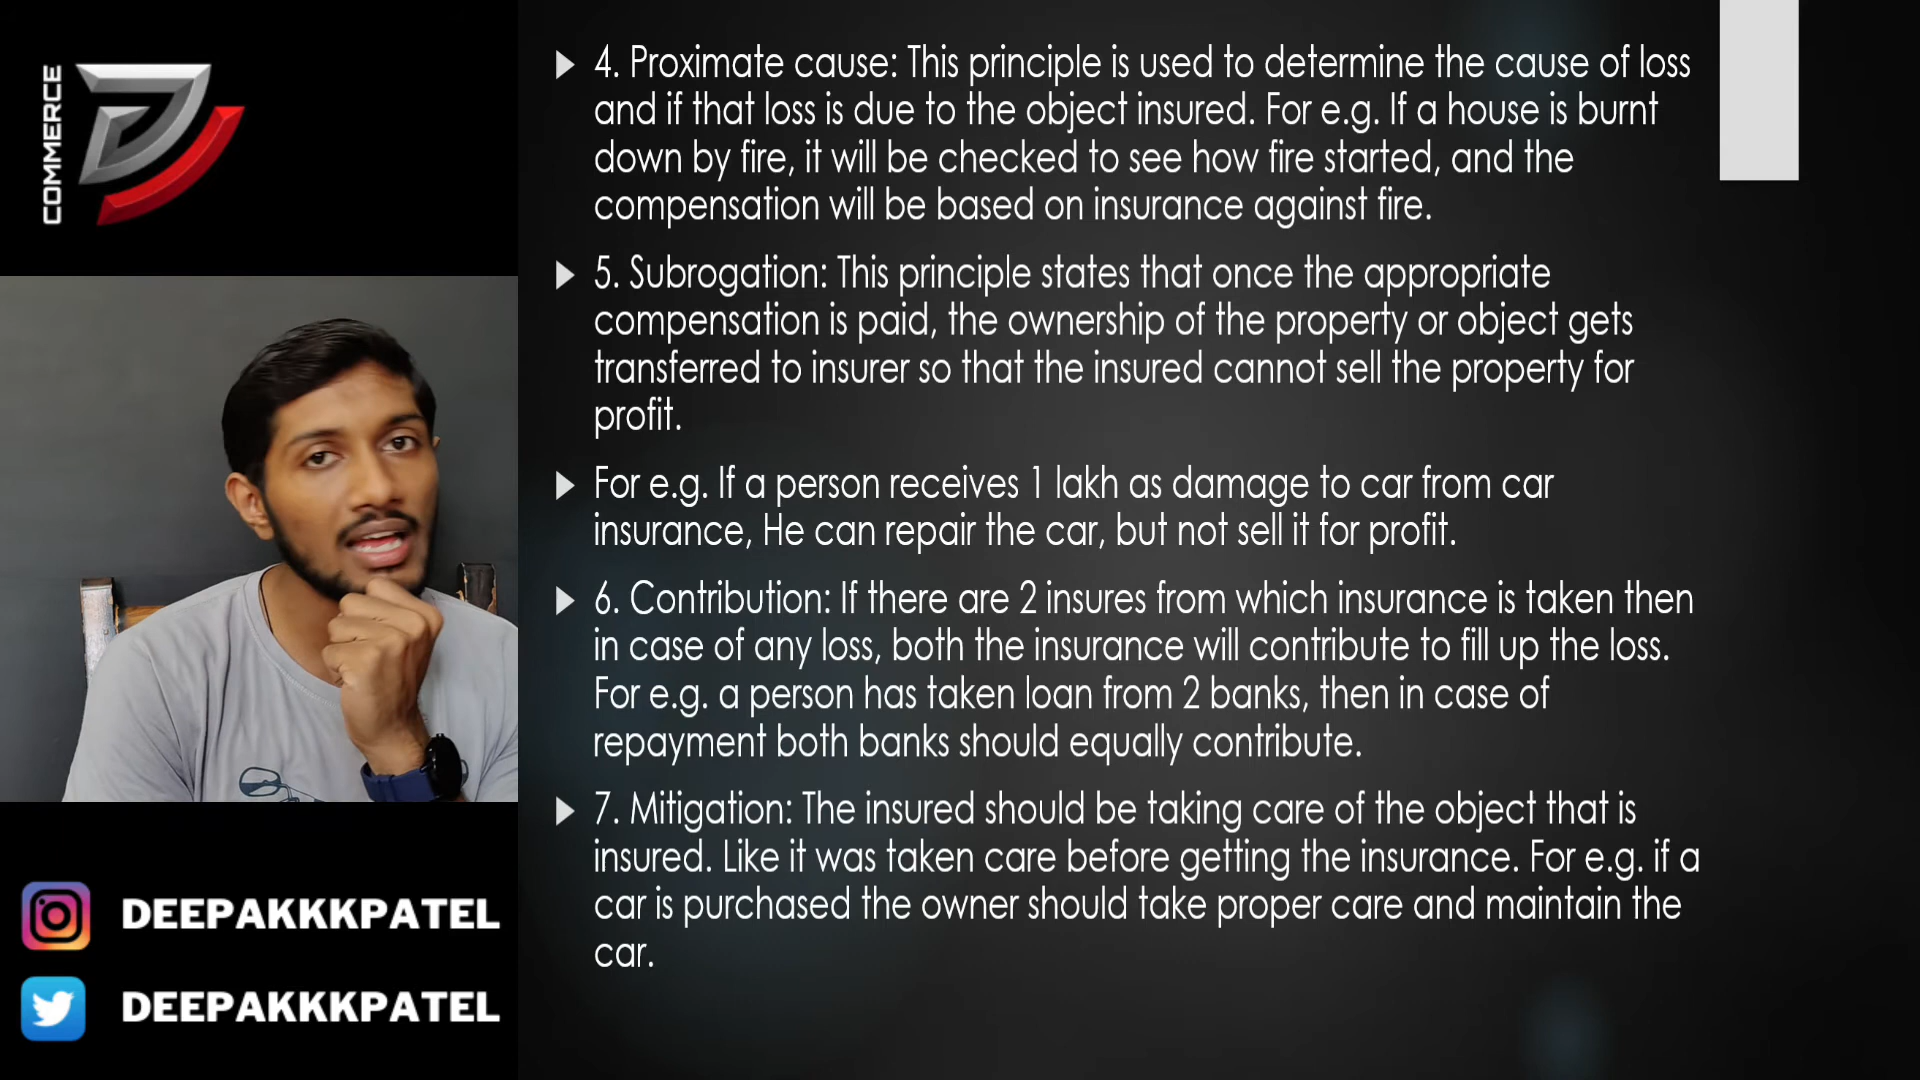 COMMERCE
4. Proximate cause: This principle is used to determine the cause of loss
and if that loss is due to the object insured. For e.g. If a house is burnt
down by fire, it will be checked to see how fire started, and the
compensation will be based on insurance against fire.
5. Subrogation: This principle states that once the appropriate
compensation is paid, the ownership of the property or object gets
transferred to insurer so that the insured cannot sell the property for
profit.
For e.g. If a person receives 1 lakh as damage to car from car
insurance, He can repair the car, but not sell it for profit.
6. Contribution: If there are 2 insures from which insurance is taken then
in case of any loss, both the insurance will contribute to fill up the loss.
For e.g. a person has taken loan from 2 banks, then in case of
repayment both banks should equally contribute.
7. Mitigation: The insured should be taking care of the object that is
insured. Like it was taken care before getting the insurance. For e.g. if a
car is purchased the owner should take proper care and maintain the
car.
DEEPAKKKPATEL
DEEPAKKKPATEL